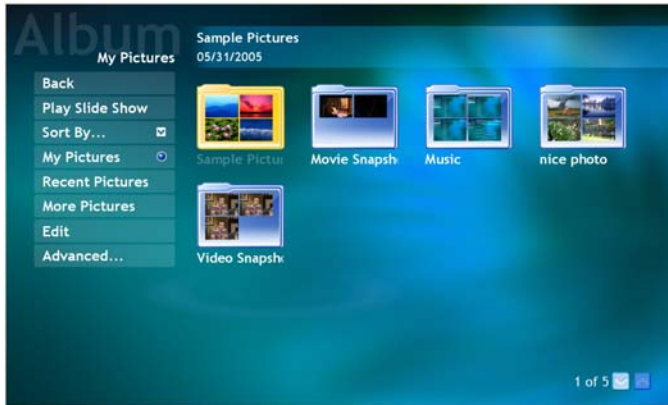 Album
My Pictures
Sample Pictures
05/31/2005
Back
Play Slide Show
Sort By...
My Pictures
Recent Pictures
More Pictures
Edit
Advanced...
Sample Pictur
Movie Snapsh
Music
nice photo
Video Snapsh
1 of 5